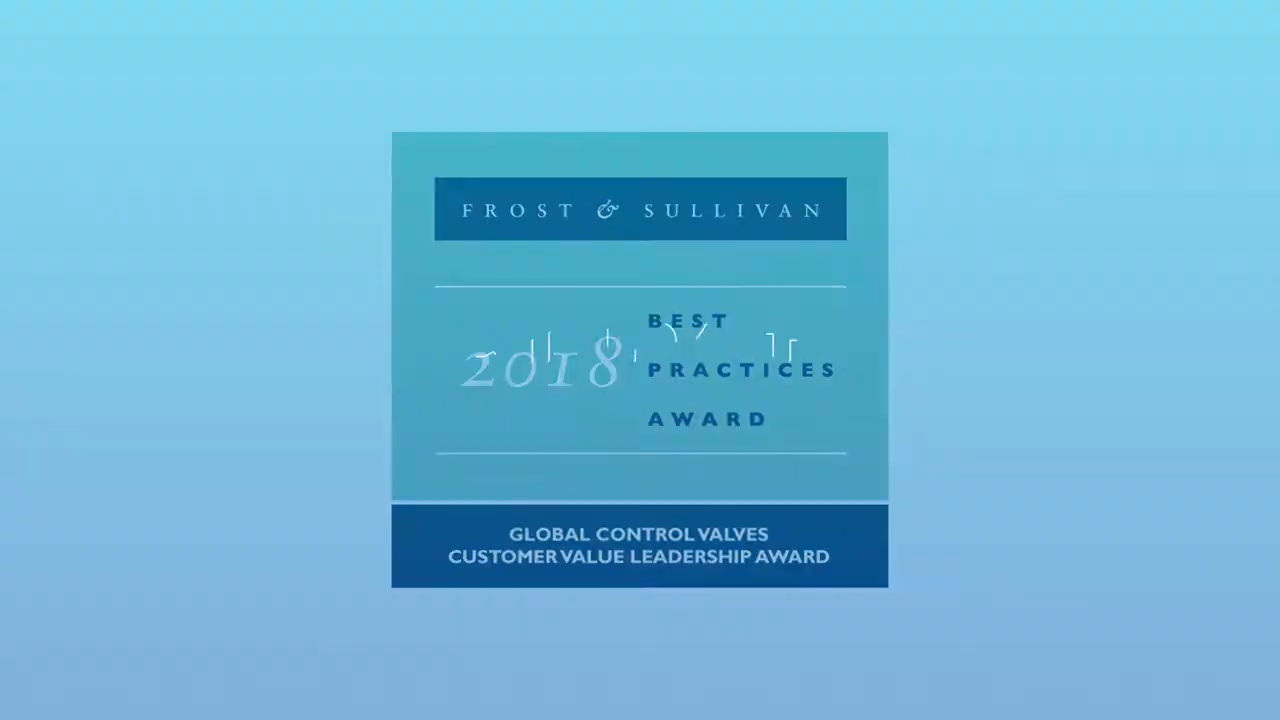 FROST & SULLIVAN
2018
BEST
PRACTICES
AWARD
GLOBAL CONTROL VALVES
CUSTOMER VALUE LEADERSHIP AWARD